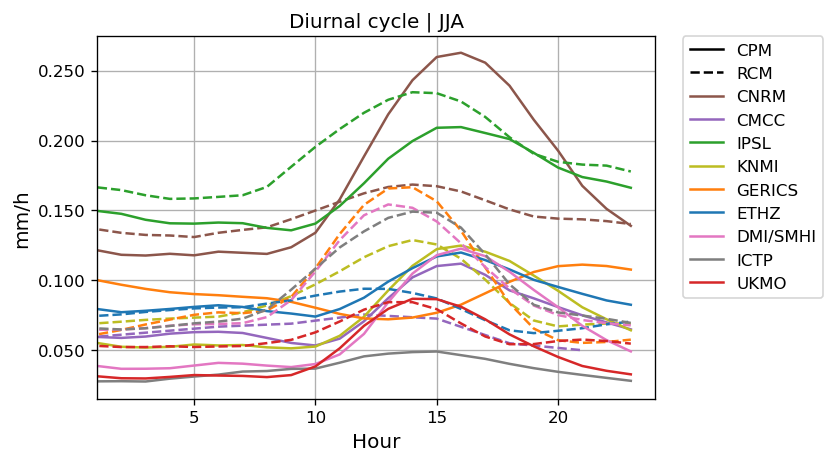 Diurnal cycle | JJA
0.250
0.200
0.150
0.100
0.050
mm/h
5
10
15
20
Hour
CPM
RCM
CNRM
CMCC
IPSL
KNMI
GERICS
ETHZ
DMI/SMHI
ICTP
UKMO